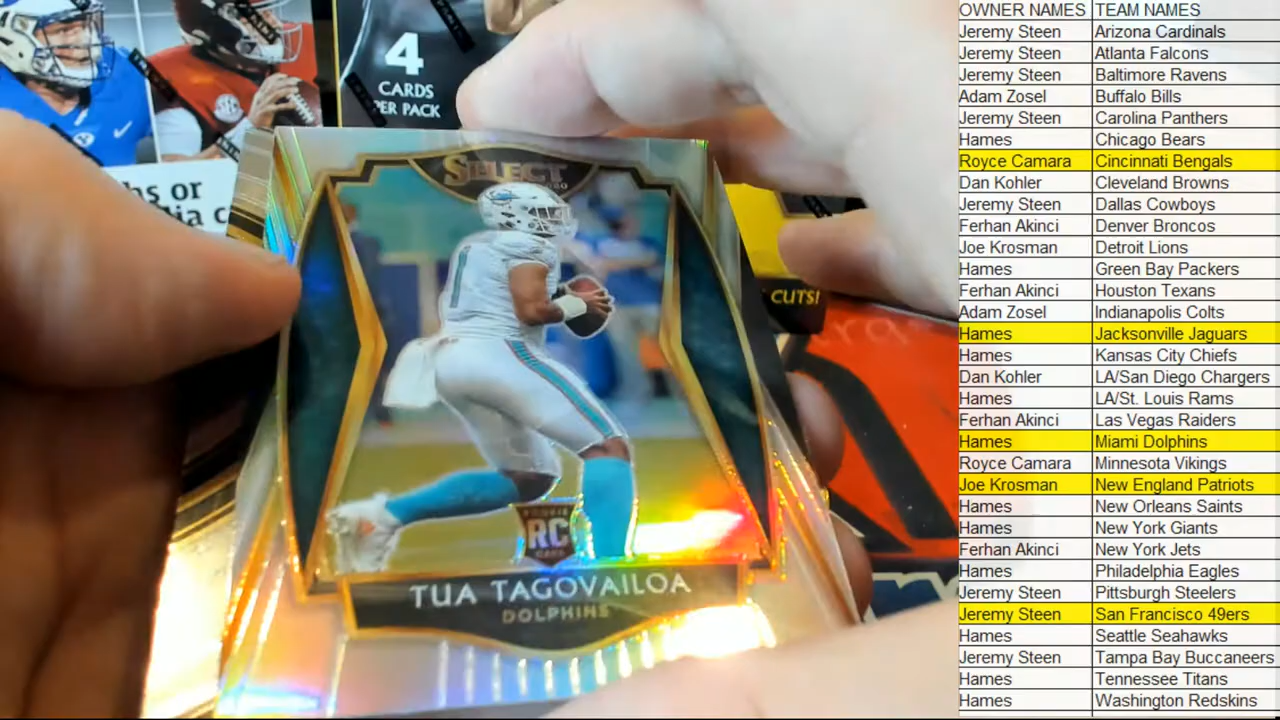 4
CARDS
PER PACK
bs or
ia c
SELECT
2020
1
CUTS!
ROOKIE
RC
CARD
TUA TAGOVAILOA
DOLPHINS
OWNER NAMES TEAM NAMES
Jeremy Steen Arizona Cardinals
Jeremy Steen Atlanta Falcons
Jeremy Steen Baltimore Ravens
Adam Zosel Buffalo Bills
Jeremy Steen Carolina Panthers
Hames Chicago Bears
Royce Camara Cincinnati Bengals
Dan Kohler Cleveland Browns
Jeremy Steen Dallas Cowboys
Ferhan Akinci Denver Broncos
Joe Krosman Detroit Lions
Hames Green Bay Packers
Ferhan Akinci Houston Texans
Adam Zosel Indianapolis Colts
Hames Jacksonville Jaguars
Hames Kansas City Chiefs
Dan Kohler LA/San Diego Chargers
Hames LA/St. Louis Rams
Ferhan Akinci Las Vegas Raiders
Hames Miami Dolphins
Royce Camara Minnesota Vikings
Joe Krosman New England Patriots
Hames New Orleans Saints
Hames New York Giants
Ferhan Akinci New York Jets
Hames Philadelphia Eagles
Jeremy Steen Pittsburgh Steelers
Jeremy Steen San Francisco 49ers
Hames Seattle Seahawks
Jeremy Steen Tampa Bay Buccaneers
Hames Tennessee Titans
Hames Washington Redskins